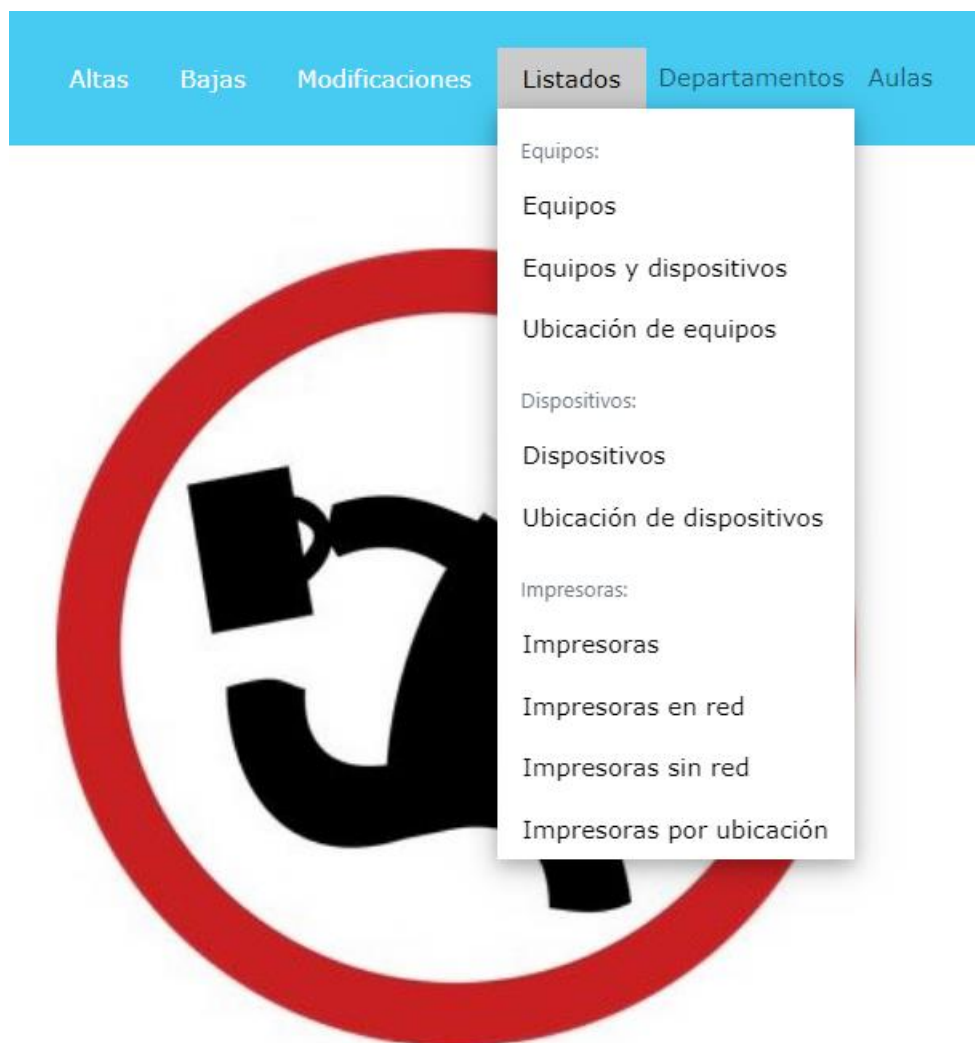 Altas Bajas Modificaciones Listados Departamentos Aulas
Equipos:
Equipos
Equipos y dispositivos
Ubicación de equipos
Dispositivos:
Dispositivos
Ubicación de dispositivos
Impresoras:
Impresoras
Impresoras en red
Impresoras sin red
Impresoras por ubicación